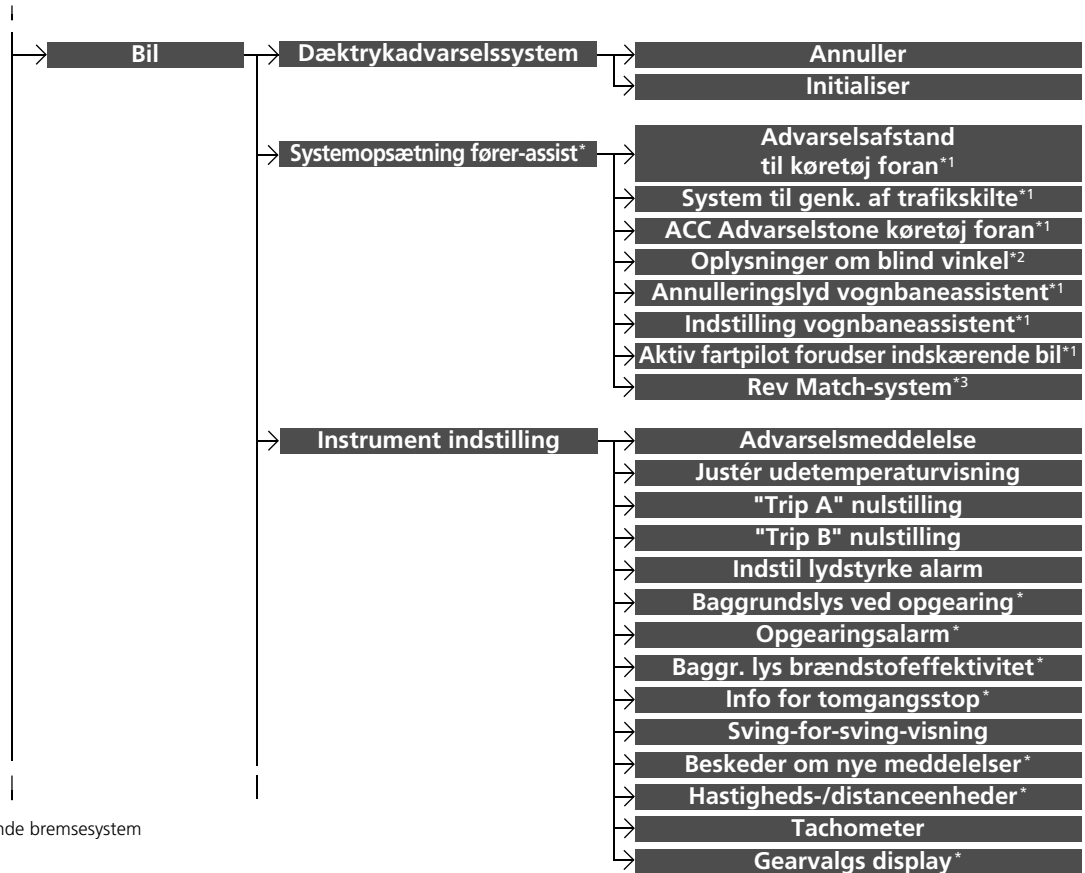 Bil
Dæktrykadvarselssystem
Annuller
Initialiser
Systemopsætning fører-assist*
Advarselsafstand
til køretøj foran*1
System til genk. af trafikskilte*1
ACC Advarselstone køretøj foran*1
Oplysninger om blind vinkel*2
Annulleringslyd vognbaneassistent*1
Indstilling vognbaneassistent*1
Aktiv fartpilot forudser indskærende bil*1
Rev Match-system*3
Instrument indstilling
Advarselsmeddelelse
Justér udetemperaturvisning
"Trip A" nulstilling
"Trip B" nulstilling
Indstil lydstyrke alarm
Baggrundslys ved opgearing*
Opgearingsalarm*
Baggr. lys brændstofeffektivitet*
Info for tomgangsstop*
Sving-for-sving-visning
Beskeder om nye meddelelser*
Hastigheds-/distanceenheder*
Tachometer
Gearvalgs display*
nde bremsesystem